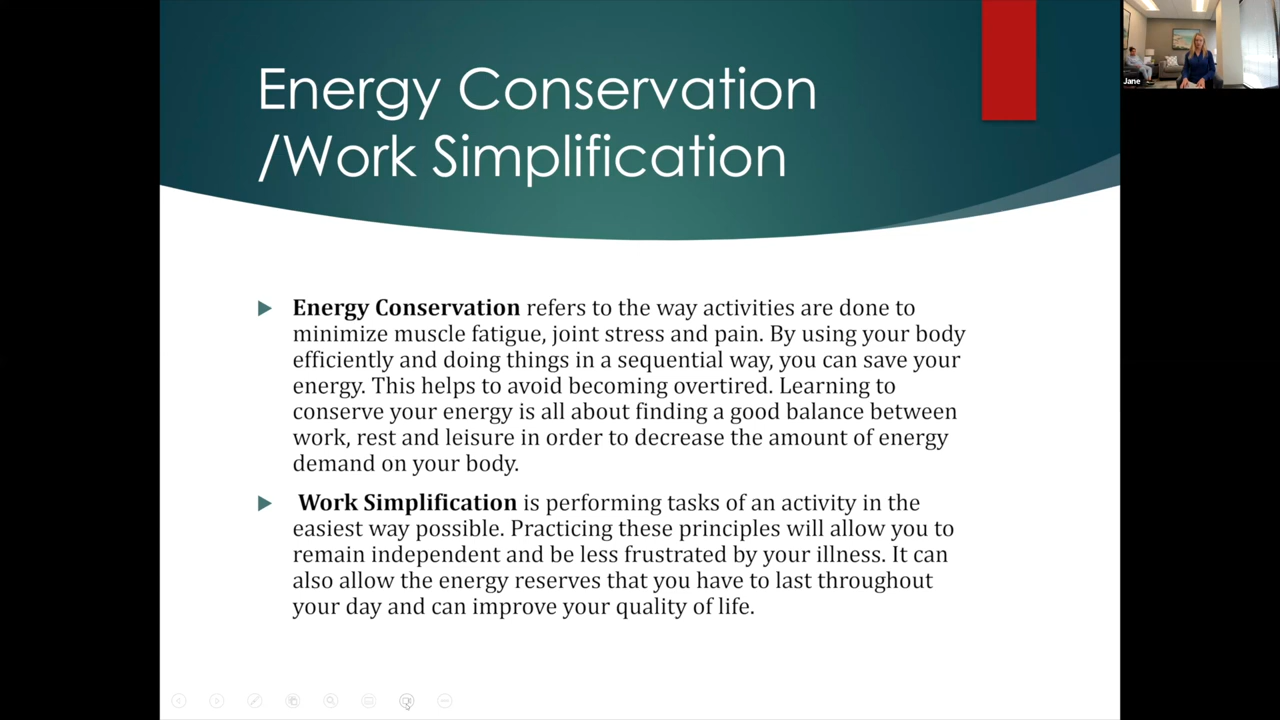 Energy Conservation
/Work Simplification
Jane
Energy Conservation refers to the way activities are done to
minimize muscle fatigue, joint stress and pain. By using your body
efficiently and doing things in a sequential way, you can save your
energy. This helps to avoid becoming overtired. Learning to
conserve your energy is all about finding a good balance between
work, rest and leisure in order to decrease the amount of energy
demand on your body.
Work Simplification is performing tasks of an activity in the
easiest way possible. Practicing these principles will allow you to
remain independent and be less frustrated by your illness. It can
also allow the energy reserves that you have to last throughout
your day and can improve your quality of life.